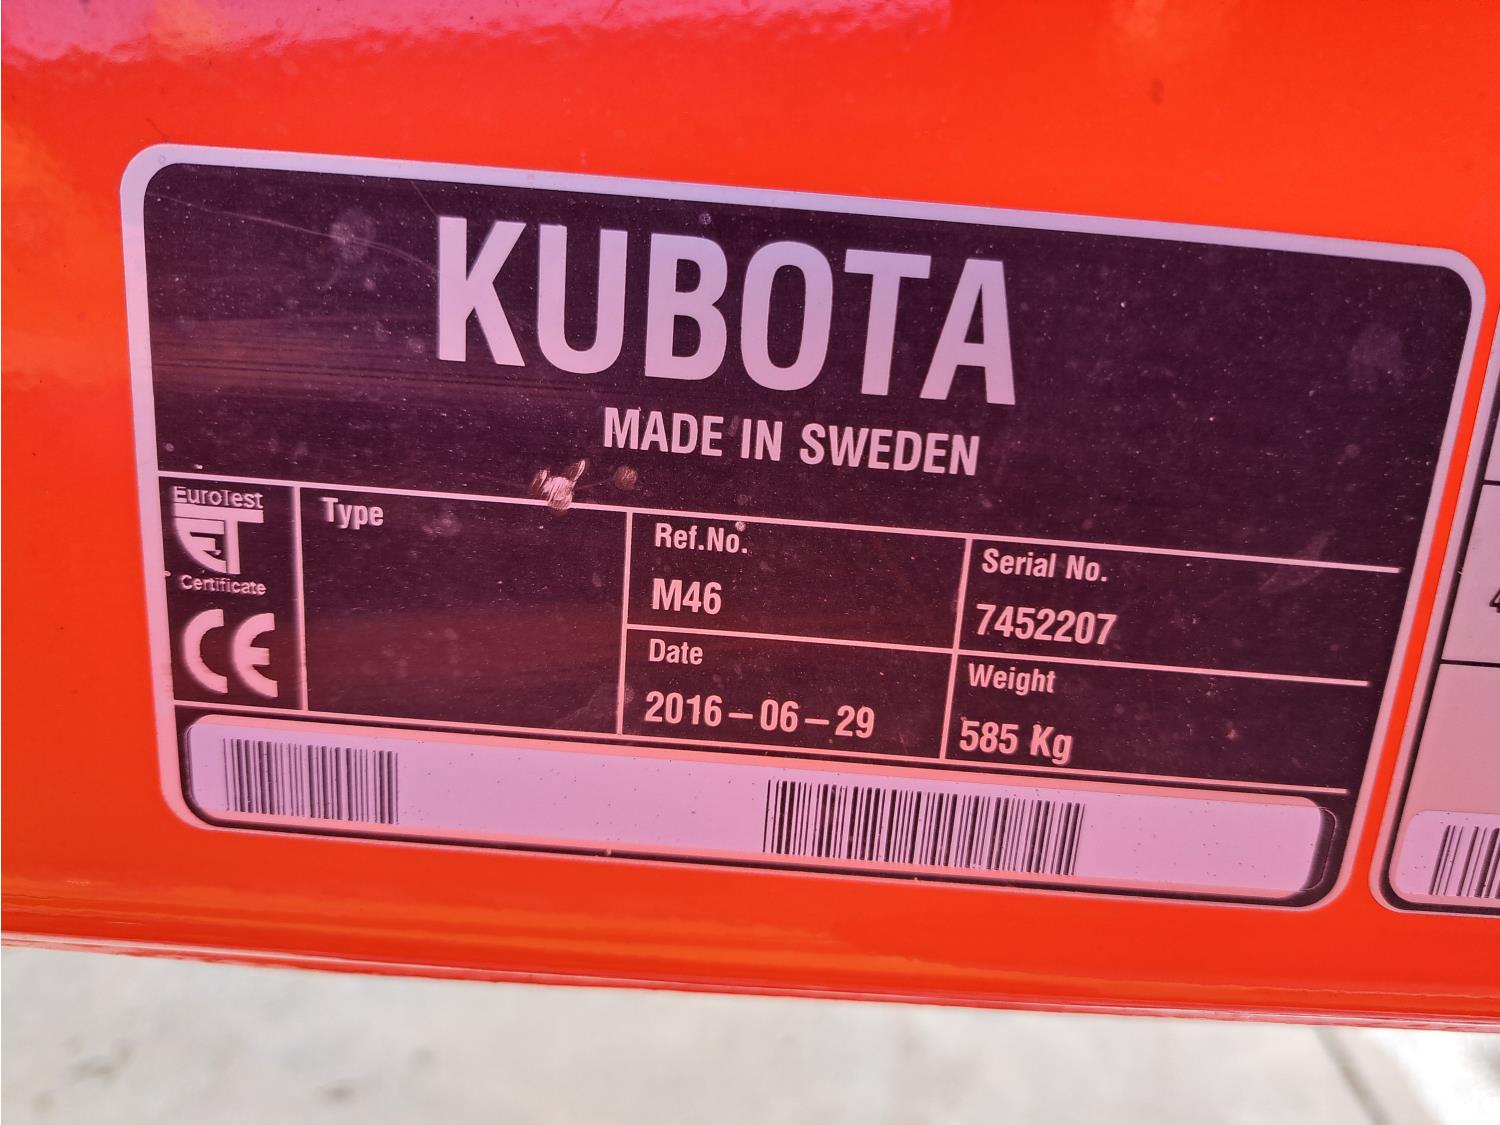 KUBOTA
MADE IN SWEDEN
EuroTest
ET
Certificate
CE
Type
Ref.No.
M46
Serial No.
7452207
Date
2016-06-29
Weight
585 Kg